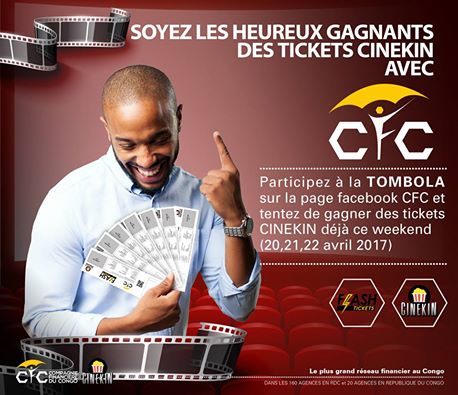 SOYEZ LES HEUREUX GAGNANTS
DES TICKETS CINEKIN
AVEC
CFC
Participez à la TOMBOLA
sur la page facebook CFC et
tentez de gagner des tickets
CINEKIN déjà ce weekend
(20,21,22 avril 2017)
FLASH
TICKETS
CINEKIN
CFC
COMPAGNIE
FINANCIERE
DU CONGO
CINEKIN
Le plus grand réseau financier au Congo
DANS LES 160 AGENCES EN RDC et 20 AGENCES EN REPUBLIQUE DU CONGO